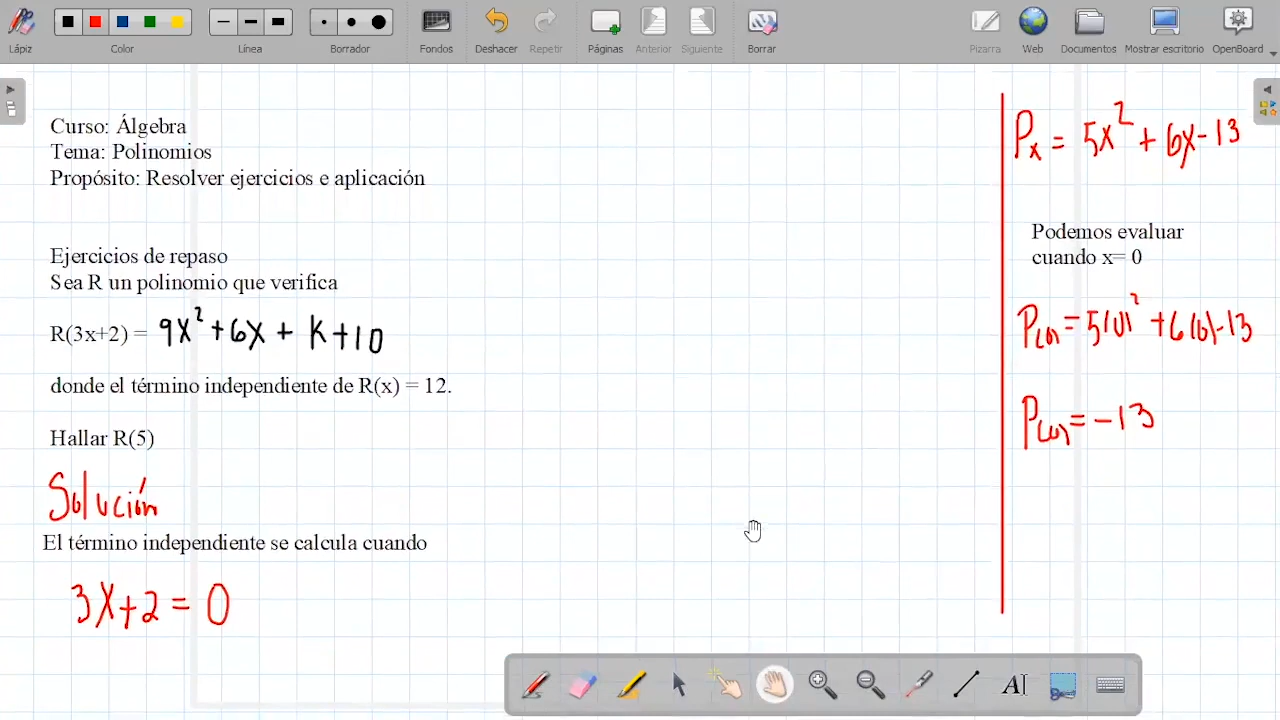 Lápiz Color Línea Borrador Fondos Deshacer Repetir Páginas Anterior Siguiente Borrar Pizarra Web Documentos Mostrar escritorio OpenBoard
Curso: Álgebra
Tema: Polinomios
Propósito: Resolver ejercicios e aplicación
Ejercicios de repaso
Sea R un polinomio que verifica
R(3x+2) = 9x² + 6x + k + 10
donde el término independiente de R(x) = 12.
Hallar R(5)
Solución
El término independiente se calcula cuando
3x + 2 = 0
Px = 5x² + 6x - 13
Podemos evaluar
cuando x= 0
P(0) = 5(0)² + 6(0) - 13
P(0) = -13
AI